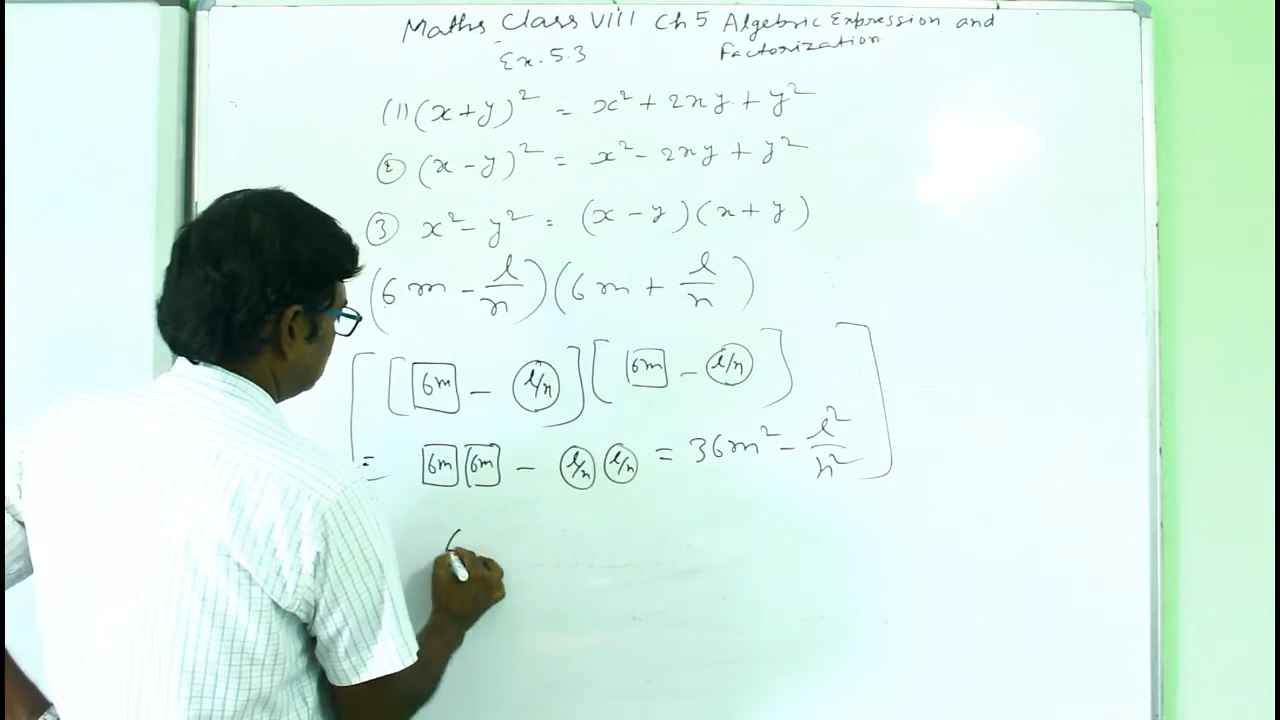 Maths Class VIII Ch 5 Algebric Expression and
Factorization
Ex. 5.3
(1) (x+y)² = x² + 2xy + y²
② (x-y)² = x² - 2xy + y²
③ x² - y² = (x-y)(x+y)
(6m - l/n)(6m + l/n)
[[6m - l/n][6m - l/n]
= 6m 6m - l/n l/n = 36m² - l²/n²]
(